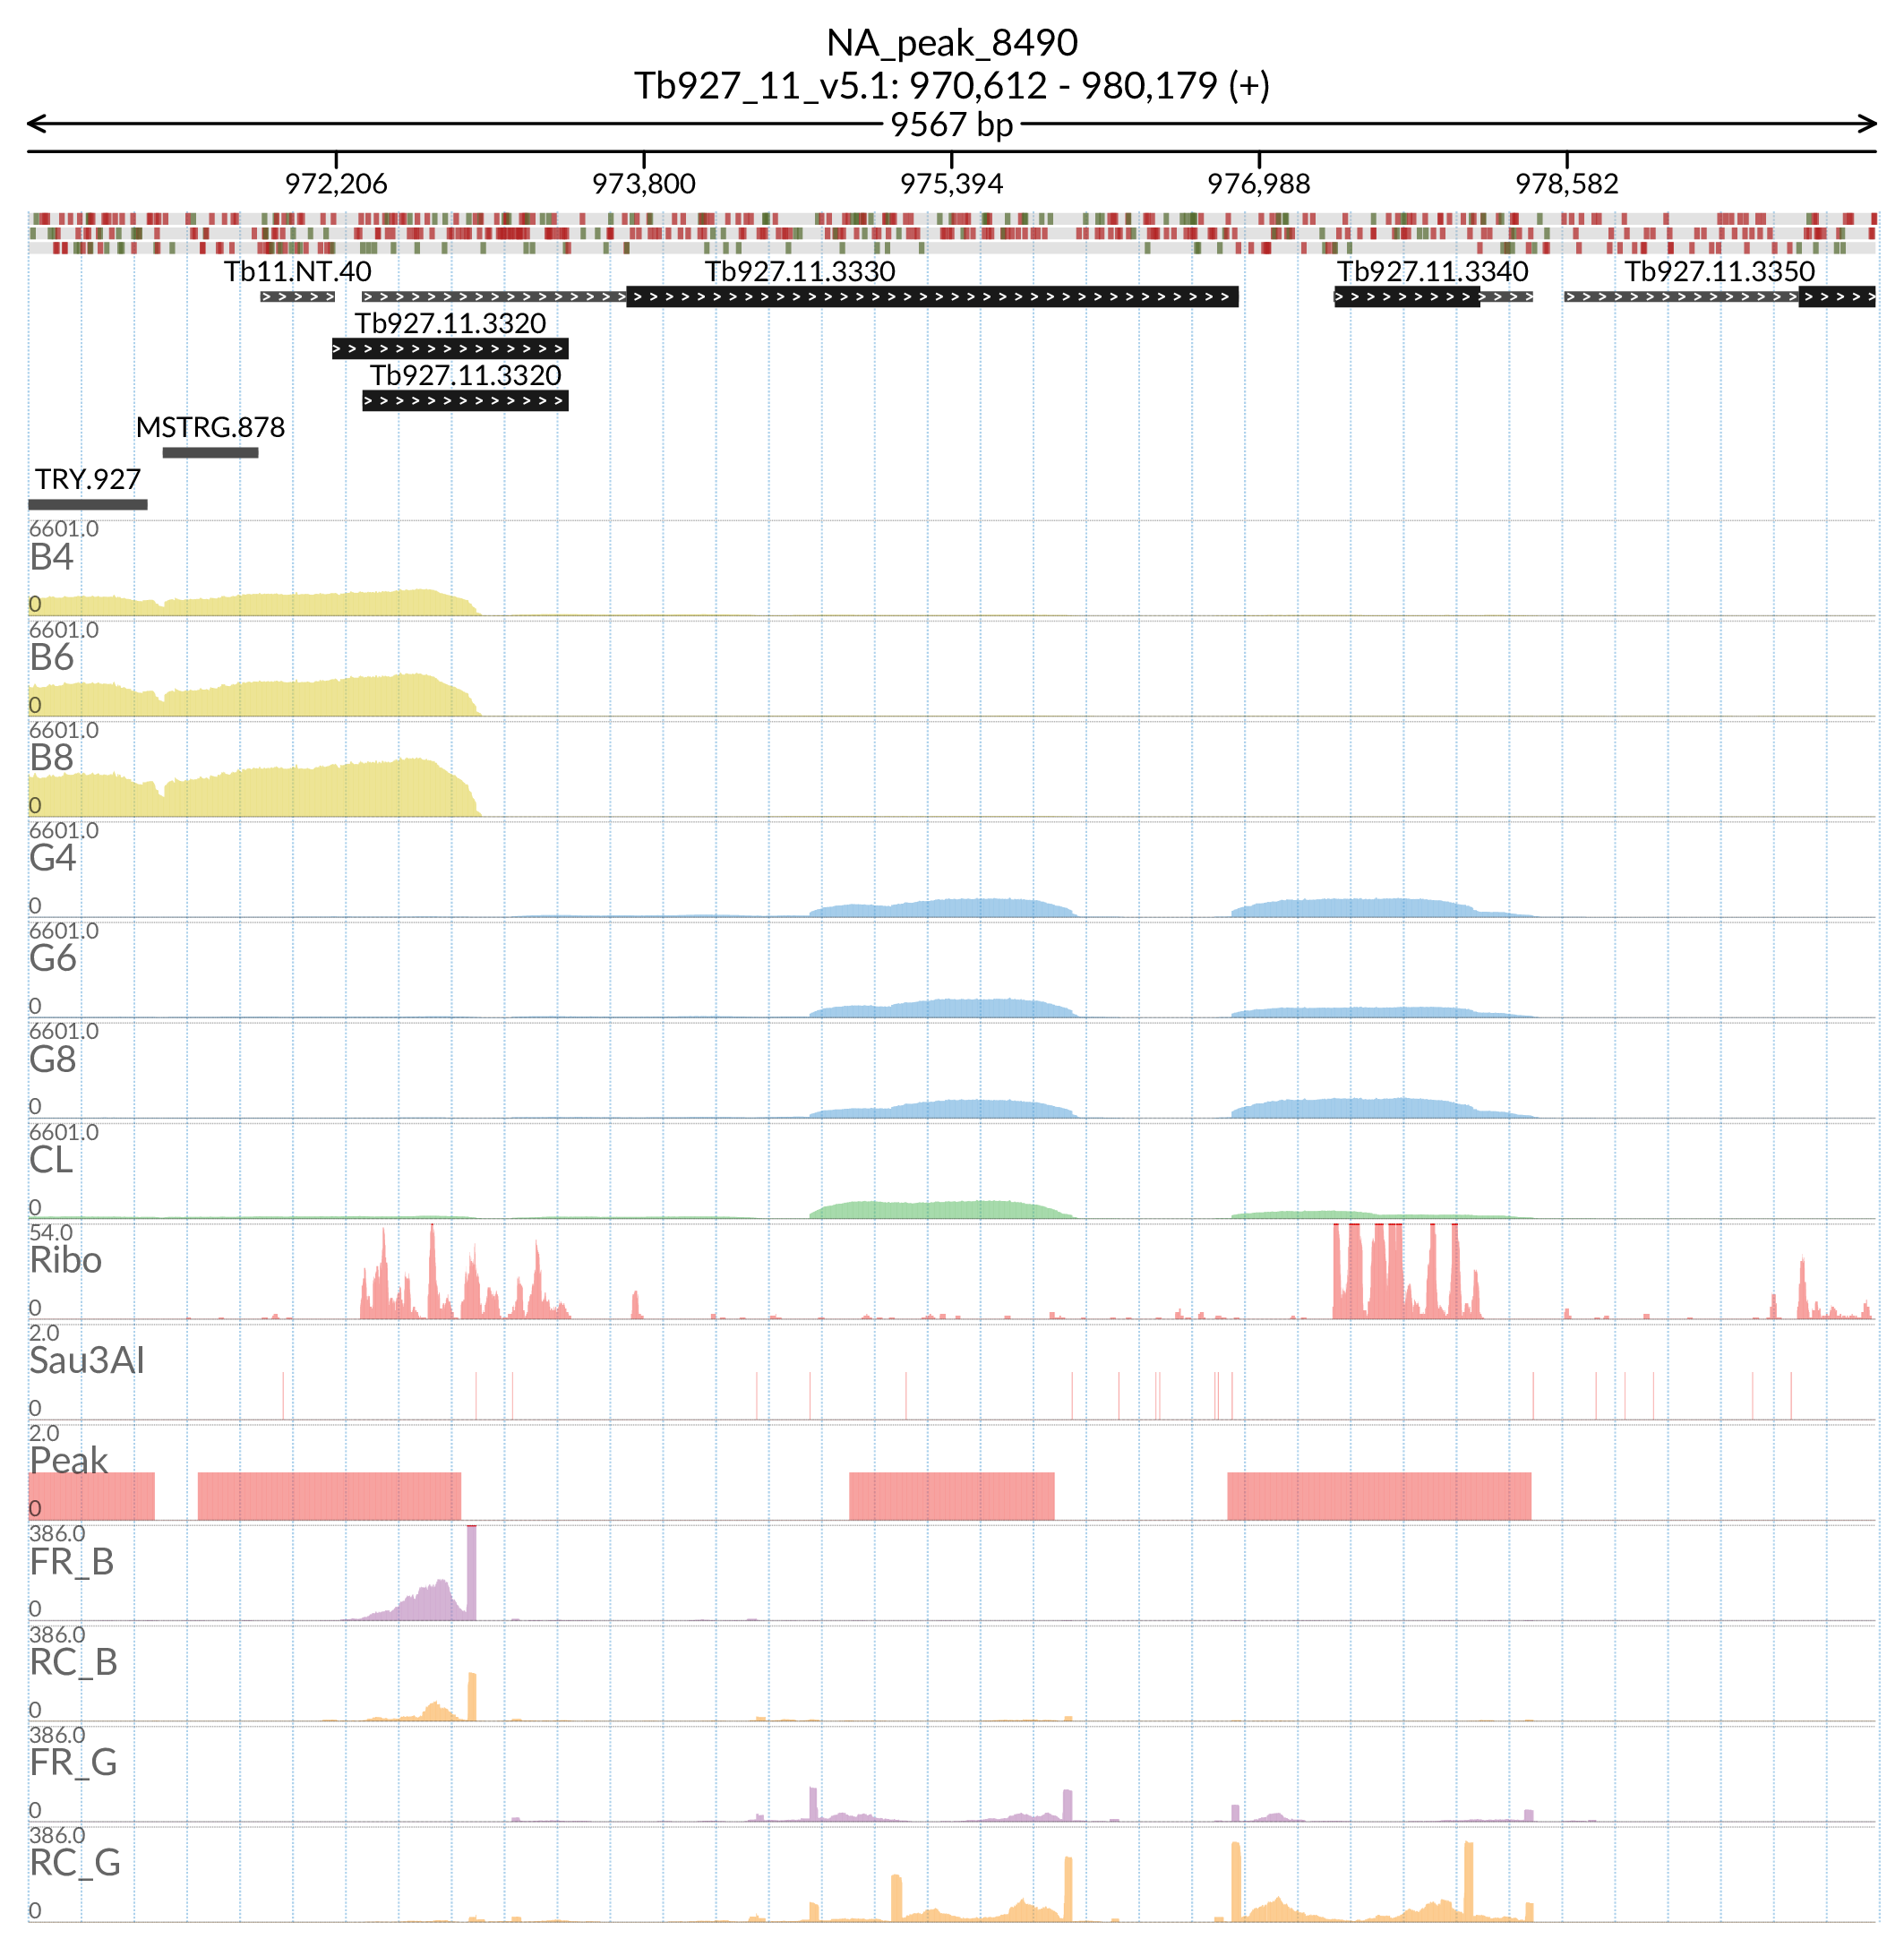 NA_peak_8490
Tb927_11_v5.1: 970,612 - 980,179 (+)
9567 bp
972,206 973,800 975,394 976,988 978,582
Tb11.NT.40 Tb927.11.3330 Tb927.11.3340 Tb927.11.3350
Tb927.11.3320
Tb927.11.3320
MSTRG.878
TRY.927
6601.0
B4
0
6601.0
B6
0
6601.0
B8
0
6601.0
G4
0
6601.0
G6
0
6601.0
G8
0
6601.0
CL
0
54.0
Ribo
0
2.0
Sau3AI
0
2.0
Peak
0
386.0
FR_B
0
386.0
RC_B
0
386.0
FR_G
0
386.0
RC_G
0